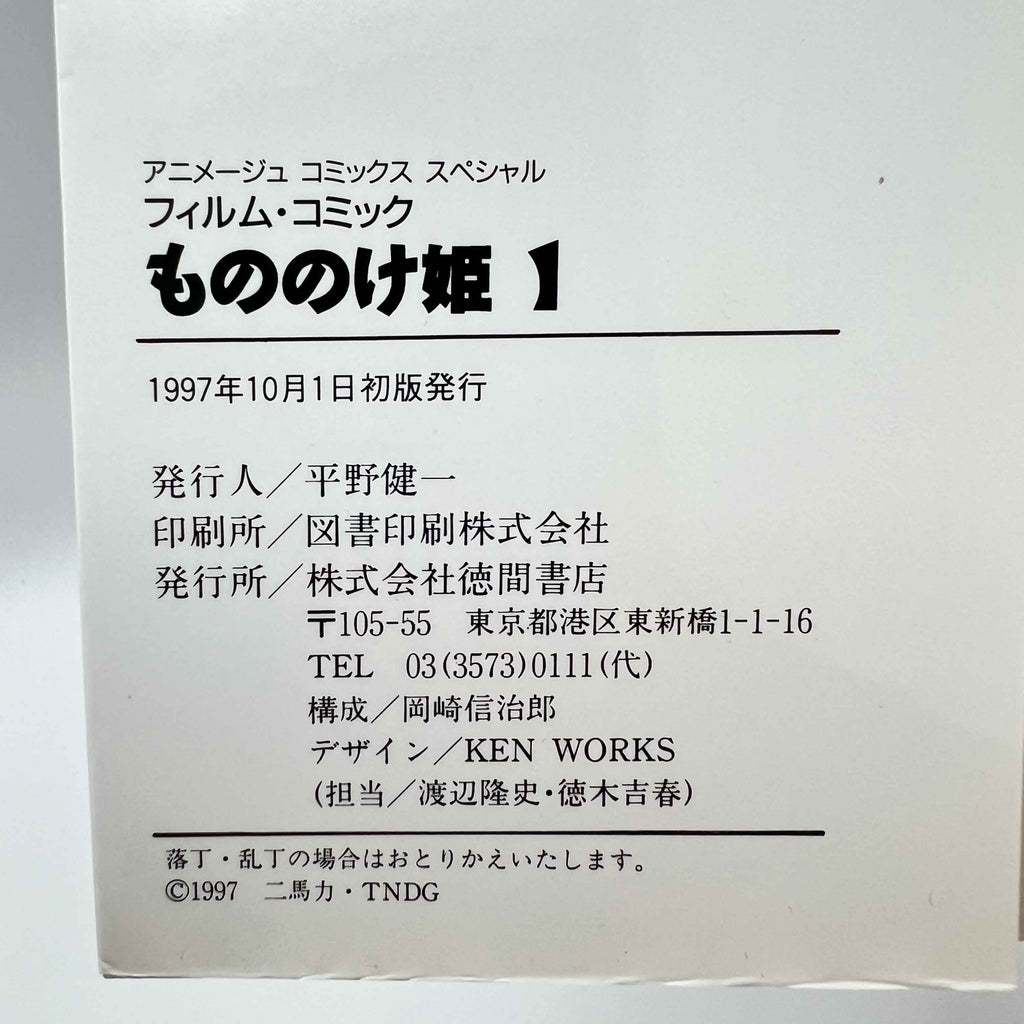 アニメージュ コミックス スペシャル
フィルム・コミック
もののけ姫 1
1997年10月1日初版発行
発行人／平野健一
印刷所／図書印刷株式会社
発行所／株式会社徳間書店
〒105-55 東京都港区東新橋1-1-16
TEL 03(3573)0111(代)
構成／岡崎信治郎
デザイン／KEN WORKS
(担当／渡辺隆史・徳木吉春)
落丁・乱丁の場合はおとりかえいたします。
©1997 二馬力・TNDG